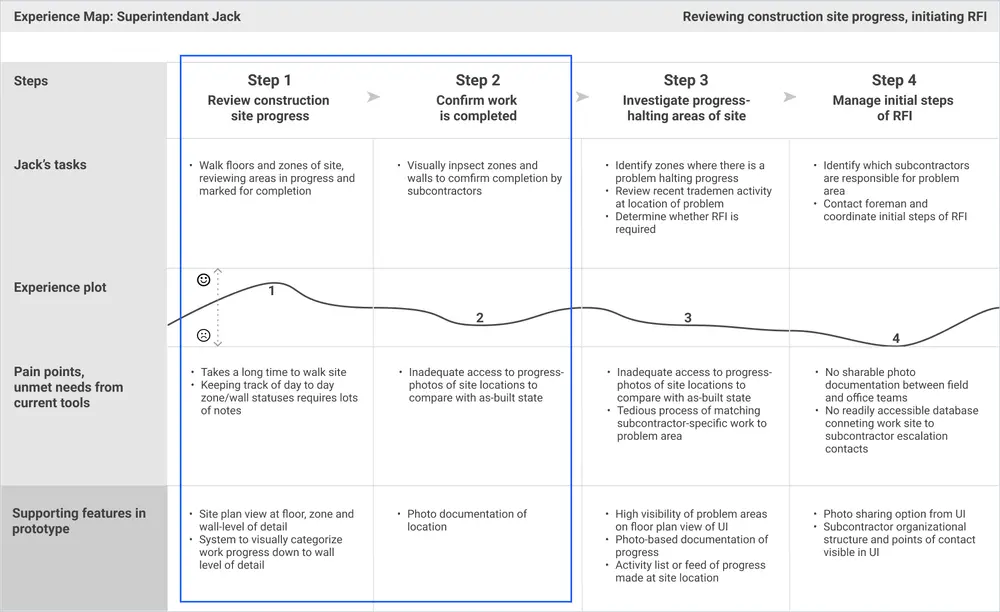 Experience Map: Superintendant Jack
Reviewing construction site progress, initiating RFI
Steps
Step 1
Review construction
site progress
Step 2
Confirm work
is completed
Step 3
Investigate progress-
halting areas of site
Step 4
Manage initial steps
of RFI
Jack's tasks
• Walk floors and zones of site,
reviewing areas in progress and
marked for completion
• Visually inpsect zones and
walls to comfirm completion by
subcontractors
• Identify zones where there is a
problem halting progress
• Review recent trademen activity
at location of problem
• Determine whether RFI is
required
• Identify which subcontractors
are responsible for problem
area
• Contact foreman and
coordinate initial steps of RFI
Experience plot
1
2
3
4
Pain points,
unmet needs from
current tools
• Takes a long time to walk site
• Keeping track of day to day
zone/wall statuses requires lots
of notes
• Inadequate access to progress-
photos of site locations to
compare with as-built state
• Inadequate access to progress-
photos of site locations to
compare with as-built state
• Tedious process of matching
subcontractor-specific work to
problem area
• No sharable photo
documentation between field
and office teams
• No readily accessible database
conneting work site to
subcontractor escalation
contacts
Supporting features in
prototype
• Site plan view at floor, zone and
wall-level of detail
• System to visually categorize
work progress down to wall
level of detail
• Photo documentation of
location
• High visibility of problem areas
on floor plan view of UI
• Photo-based documentation of
progress
• Activity list or feed of progress
made at site location
• Photo sharing option from UI
• Subcontractor organizational
structure and points of contact
visible in UI